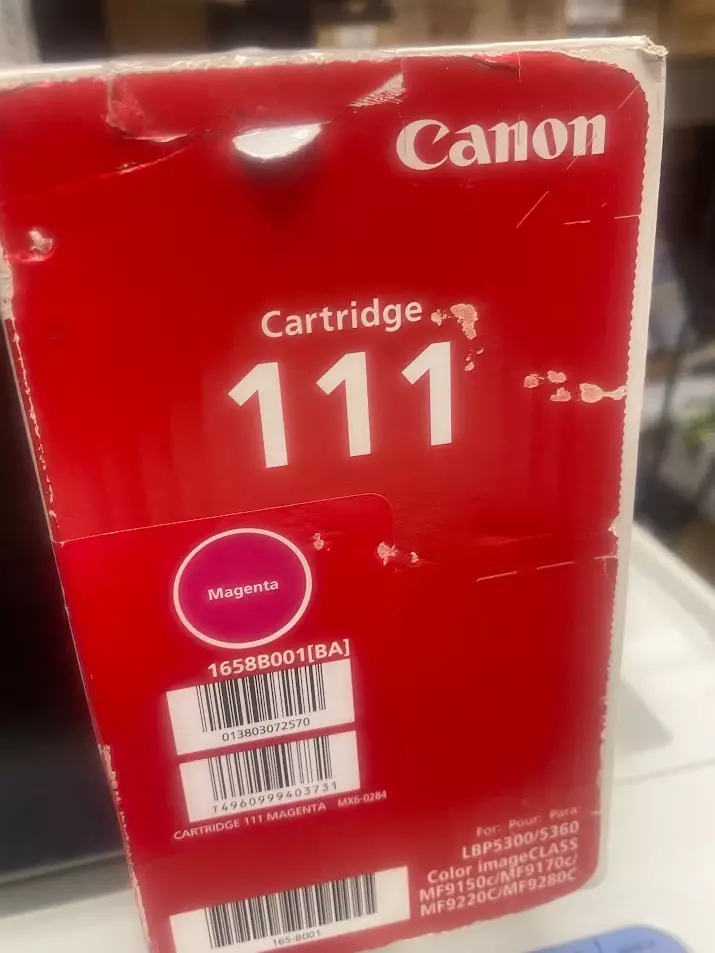 Canon
Cartridge
111
Magenta
1658B001[BA]
013803072570
T4960999403731
CARTRIDGE 111 MAGENTA MX6-0284
For: Pour: Para:
LBP5300/5360
Color imageCLASS
MF9150c/MF9170c/
MF9220C/MF9280C
165-B001